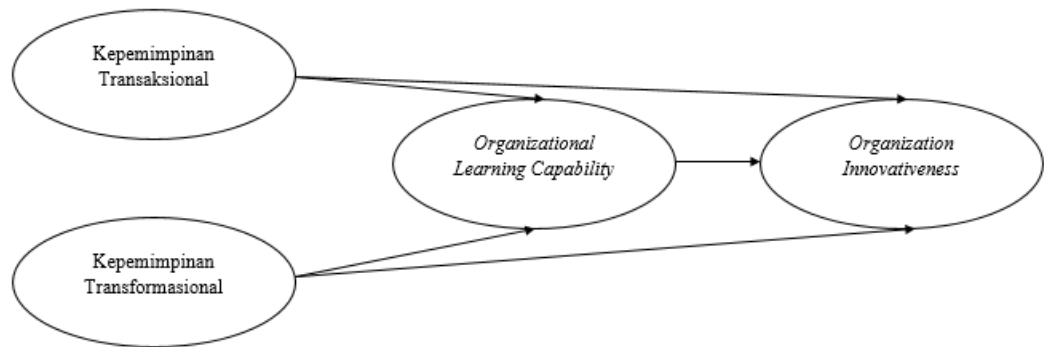 Kepemimpinan
Transaksional
Organizational
Learning Capability
Organization
Innovativeness
Kepemimpinan
Transformasional